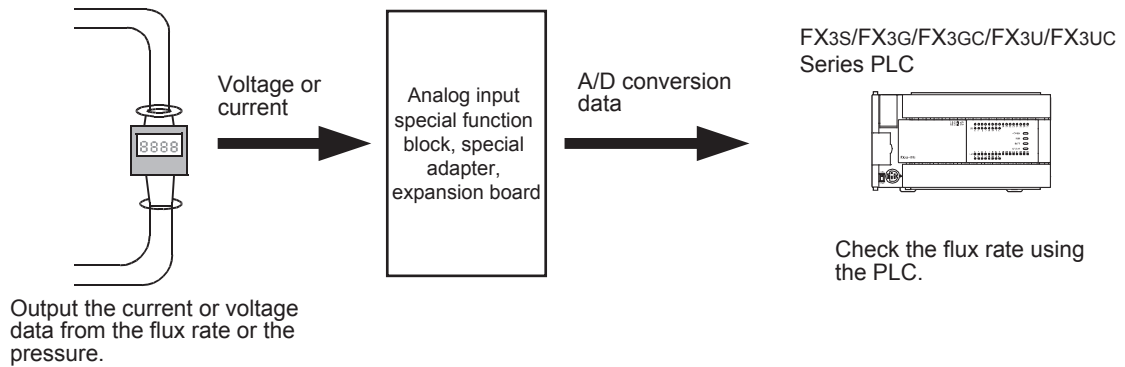 FX3S/FX3G/FX3GC/FX3U/FX3UC
Series PLC
Voltage or
current
Analog input
special function
block, special
adapter,
expansion board
A/D conversion
data
8888
Check the flux rate using
the PLC.
Output the current or voltage
data from the flux rate or the
pressure.